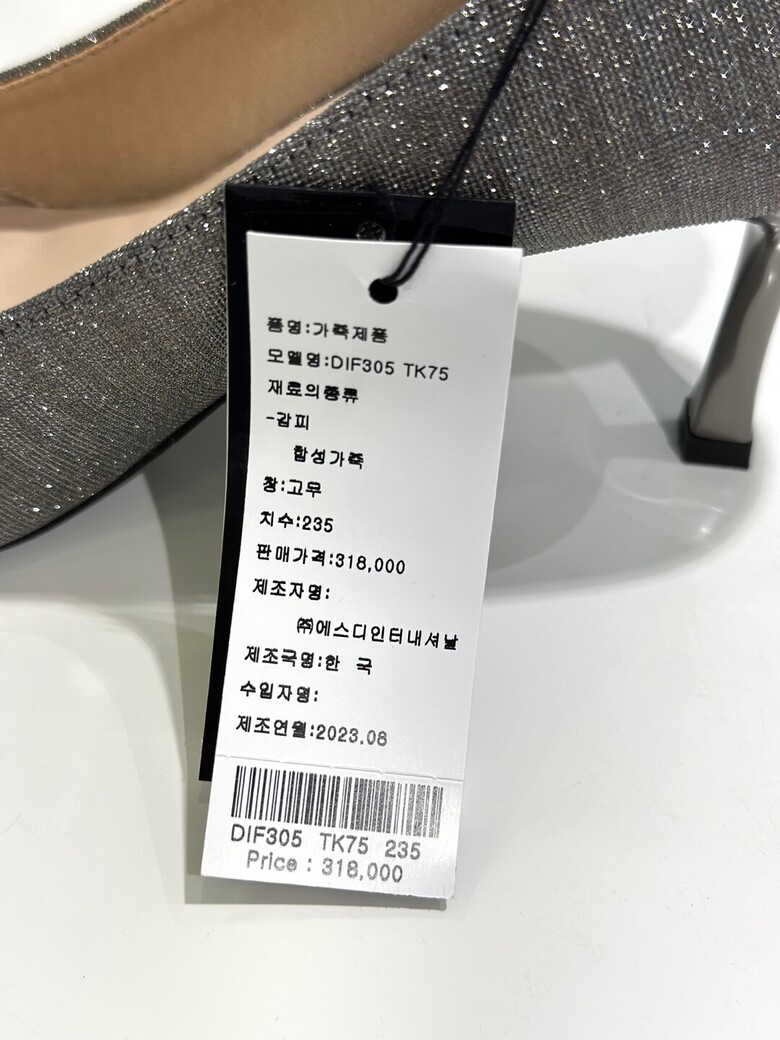 품명:가죽제품
모델명:DIF305 TK75
재료의종류
-갑피
합성가죽
창:고무
치수:235
판매가격:318,000
제조자명:
㈜에스디인터내셔날
제조국명:한 국
수입자명:
제조연월:2023.08
DIF305 TK75 235
Price : 318,000